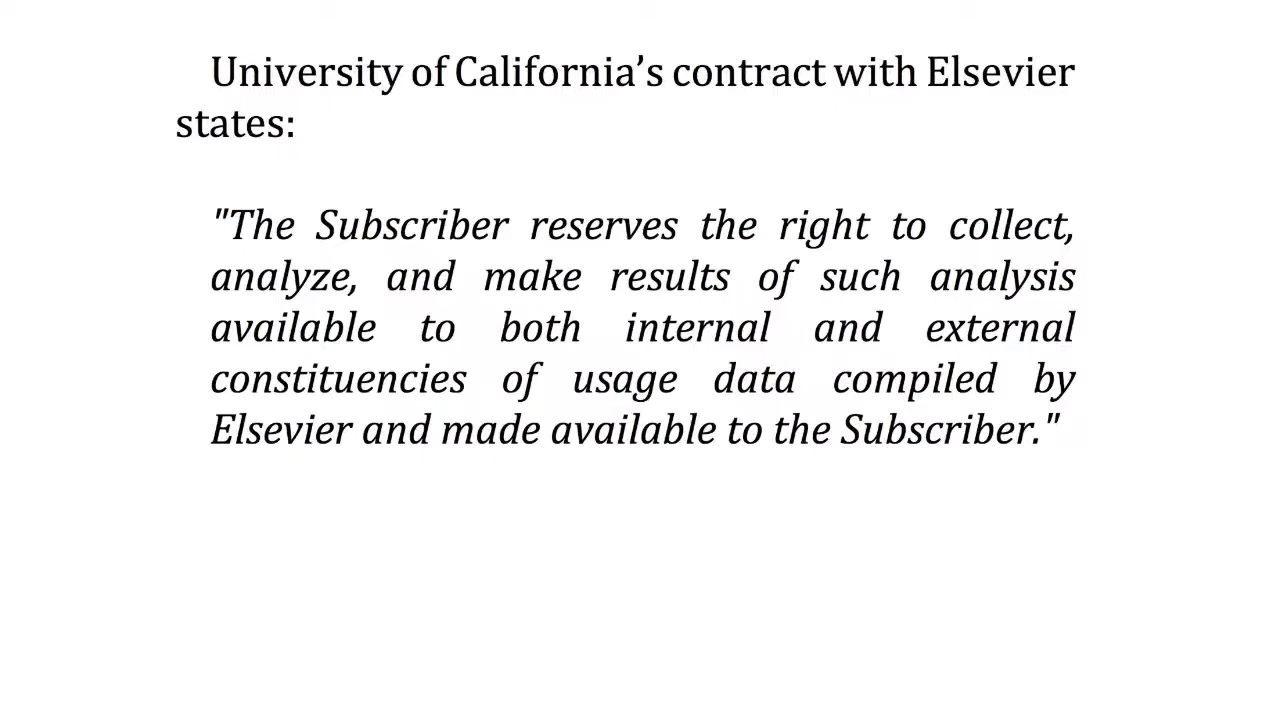 University of California’s contract with Elsevier
states:
"The Subscriber reserves the right to collect,
analyze, and make results of such analysis
available to both internal and external
constituencies of usage data compiled by
Elsevier and made available to the Subscriber."